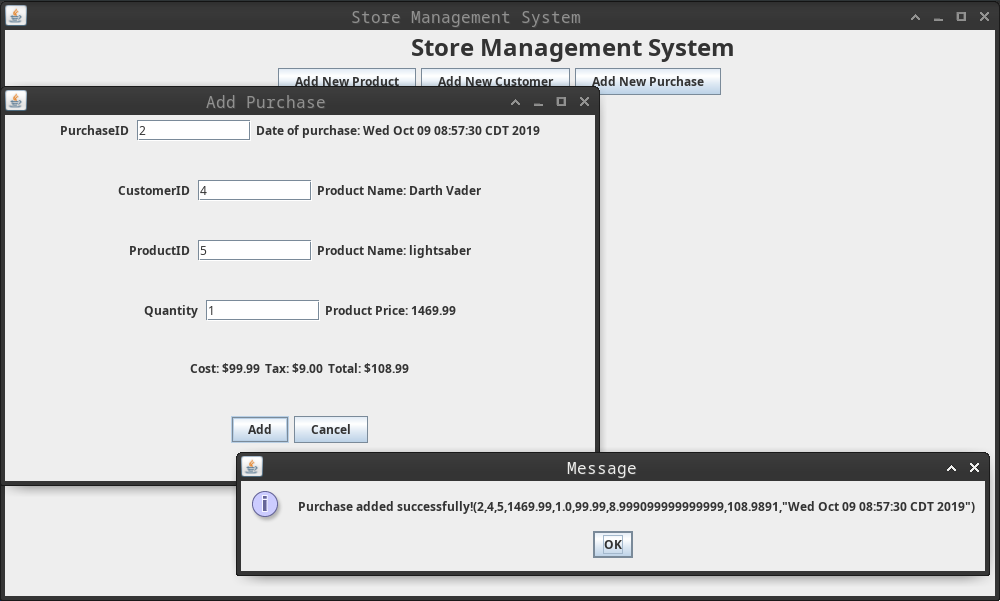 Store Management System
Store Management System
Add New Product Add New Customer Add New Purchase
Add Purchase
PurchaseID 2 Date of purchase: Wed Oct 09 08:57:30 CDT 2019
CustomerID 4 Product Name: Darth Vader
ProductID 5 Product Name: lightsaber
Quantity 1 Product Price: 1469.99
Cost: $99.99 Tax: $9.00 Total: $108.99
Add Cancel
Message
Purchase added successfully!(2,4,5,1469.99,1.0,99.99,8.999099999999999,108.9891,"Wed Oct 09 08:57:30 CDT 2019")
OK